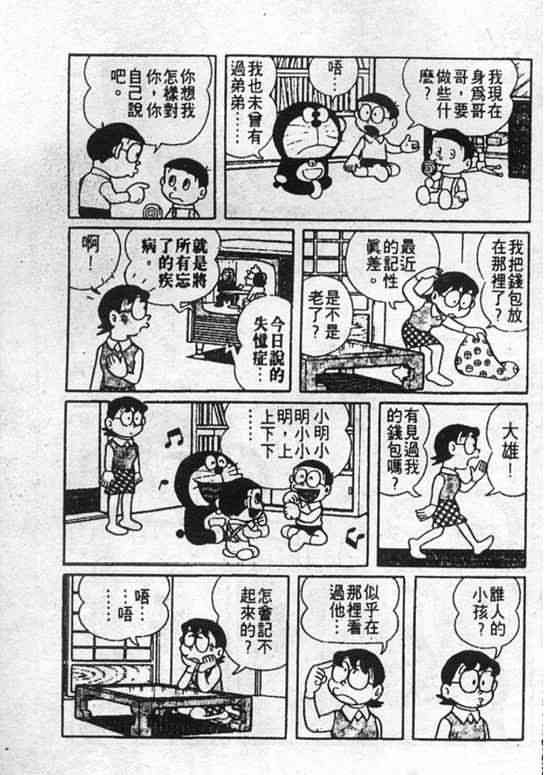 我現在
身爲哥
哥，要
做些什
麼？
唔…
我也未曾有
過弟弟……
你想我
怎樣對
你，你
自己說
吧。
我把錢包放
在那裡了？
最近
的記性
眞差。
是不是
老了？
今日說的
失憶症…
就是將
所有忘
了的疾
病。
啊！
大雄！
有見過我
的錢包嗎？
小明小
明小小
明，上
上下下
……
誰人的
小孩？
似乎在
那裡看
過他…
怎會記不
起來的？
唔…
……唔
……